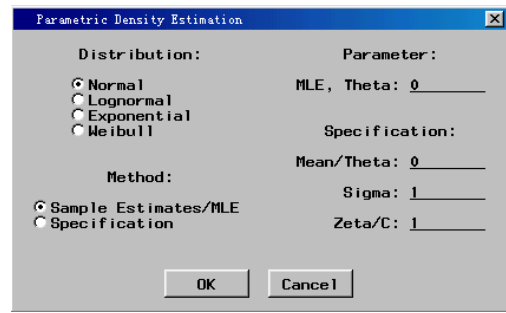 Parametric Density Estimation
Distribution:
Normal
Lognormal
Exponential
Weibull
Method:
Sample Estimates/MLE
Specification
Parameter:
MLE, Theta: 0
Specification:
Mean/Theta: 0
Sigma: 1
Zeta/C: 1
OK
Cancel